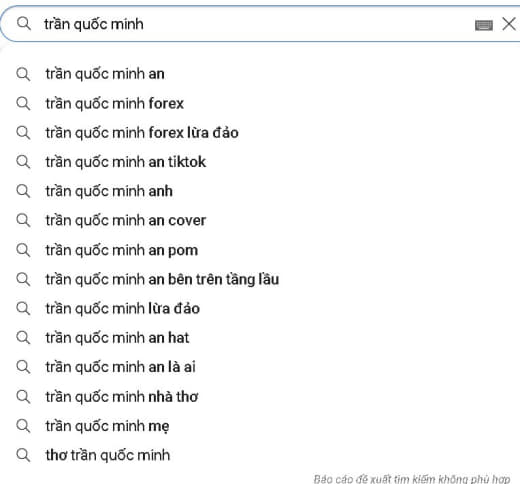 trần quốc minh
trần quốc minh an
trần quốc minh forex
trần quốc minh forex lừa đảo
trần quốc minh an tiktok
trần quốc minh anh
trần quốc minh an cover
trần quốc minh an pom
trần quốc minh an bên trên tầng lầu
trần quốc minh lừa đảo
trần quốc minh an hat
trần quốc minh an là ai
trần quốc minh nhà thơ
trần quốc minh mẹ
thơ trần quốc minh
Báo cáo đề xuất tìm kiếm không phù hợp